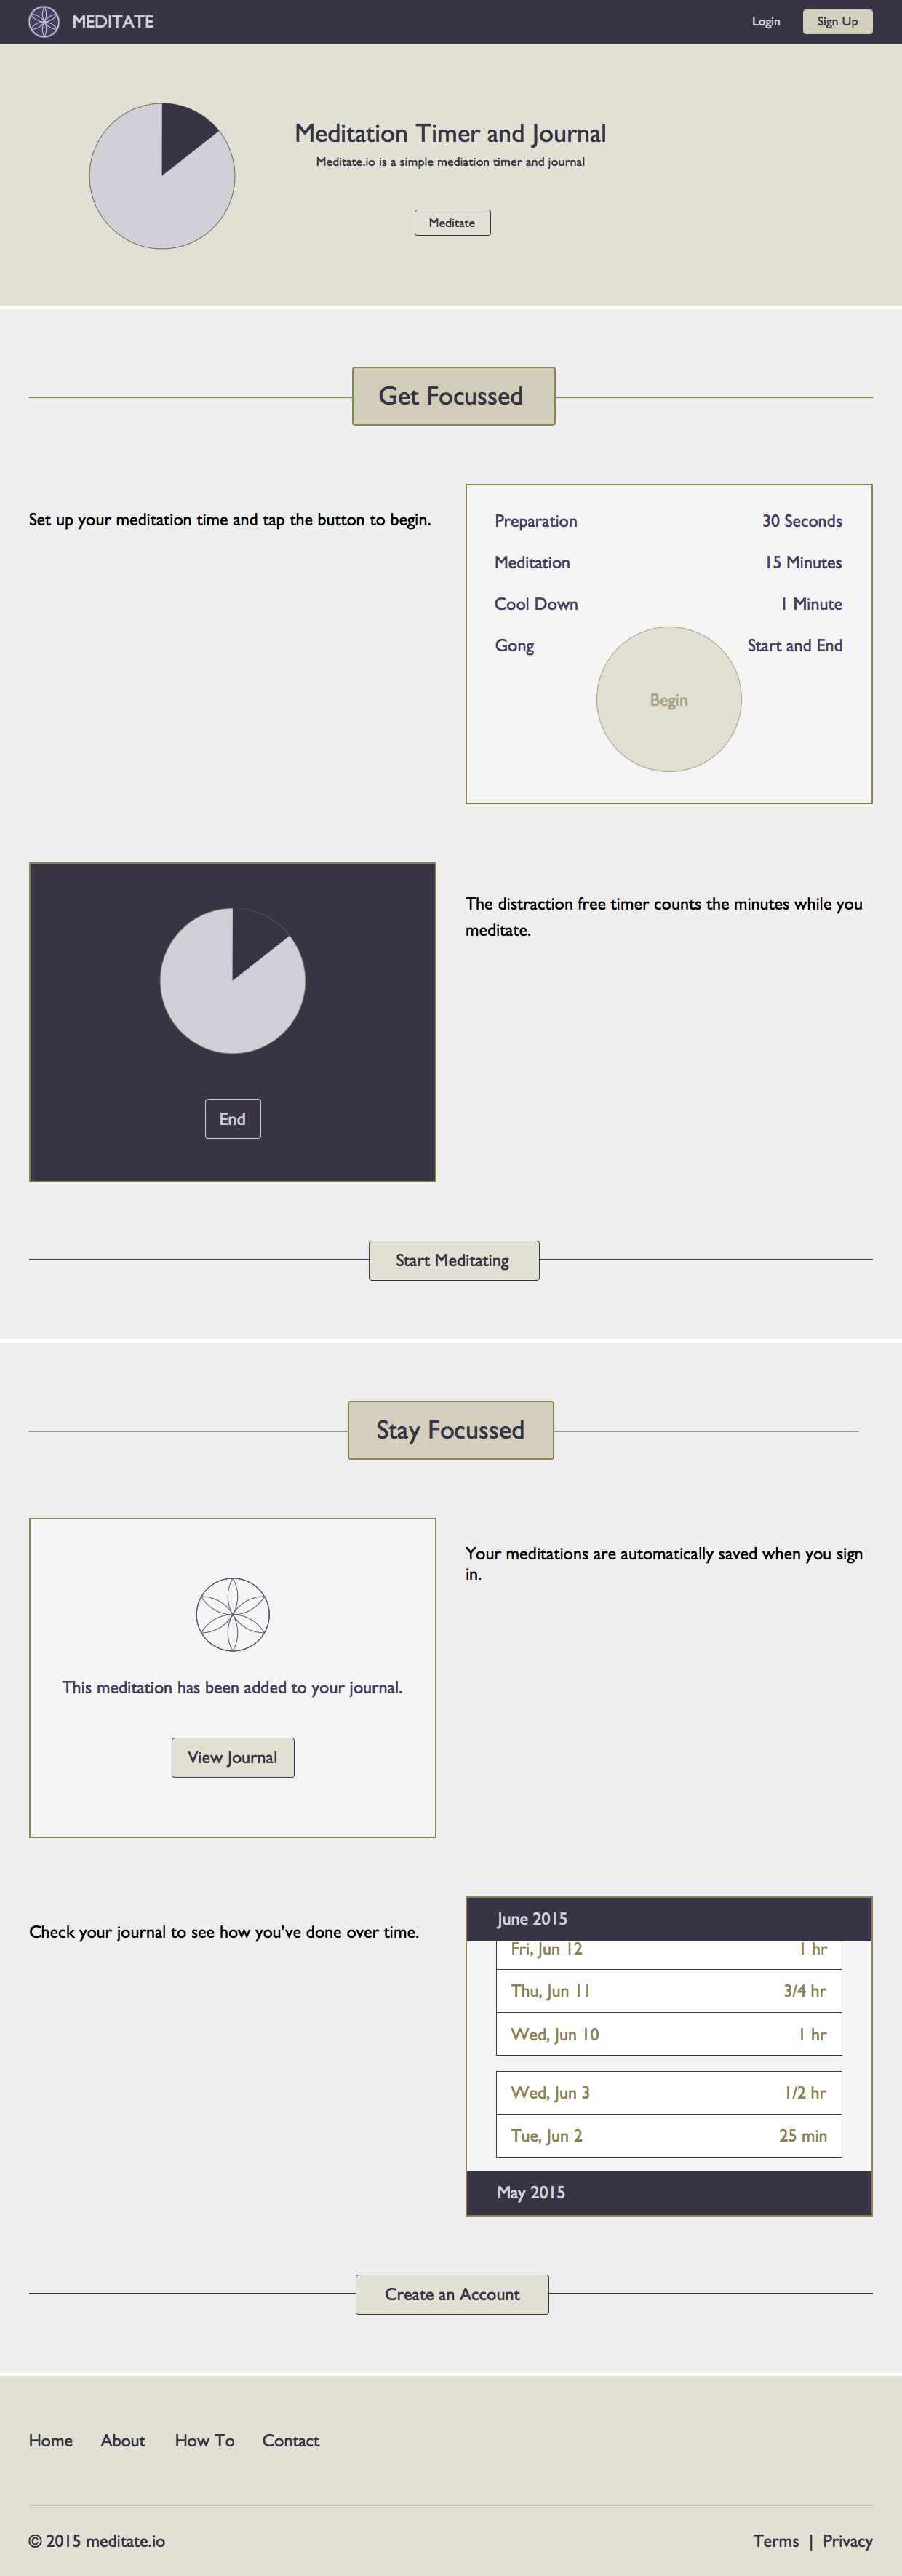 MEDITATE
Login
Sign Up
Meditation Timer and Journal
Meditate.io is a simple mediation timer and journal
Meditate
Get Focussed
Set up your meditation time and tap the button to begin.
Preparation 30 Seconds
Meditation 15 Minutes
Cool Down 1 Minute
Gong Start and End
Begin
The distraction free timer counts the minutes while you
meditate.
End
Start Meditating
Stay Focussed
Your meditations are automatically saved when you sign
in.
This meditation has been added to your journal.
View Journal
Check your journal to see how you’ve done over time.
June 2015
Fri, Jun 12 1 hr
Thu, Jun 11 3/4 hr
Wed, Jun 10 1 hr
Wed, Jun 3 1/2 hr
Tue, Jun 2 25 min
May 2015
Create an Account
Home About How To Contact
© 2015 meditate.io
Terms | Privacy